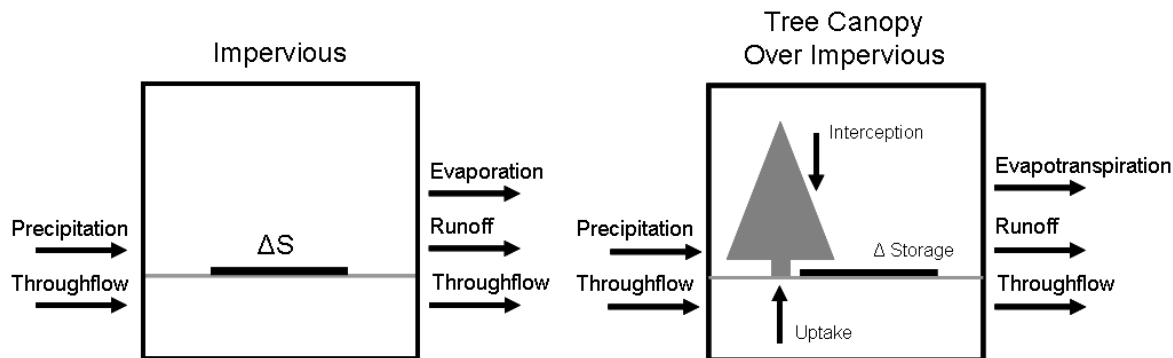 Impervious
Precipitation
Throughflow
ΔS
Evaporation
Runoff
Throughflow
Tree Canopy
Over Impervious
Precipitation
Throughflow
Interception
Δ Storage
Uptake
Evapotranspiration
Runoff
Throughflow